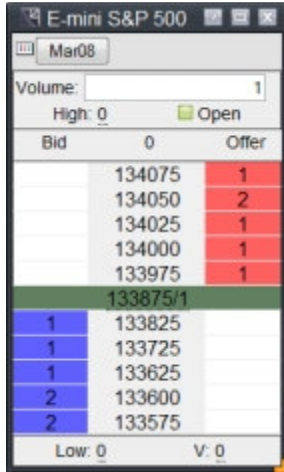 E-mini S&P 500
Mar08
Volume: 1
High: 0 Open
Bid 0 Offer
134075 1
134050 2
134025 1
134000 1
133975 1
133875/1
1 133825
1 133725
1 133625
2 133600
2 133575
Low: 0 V: 0